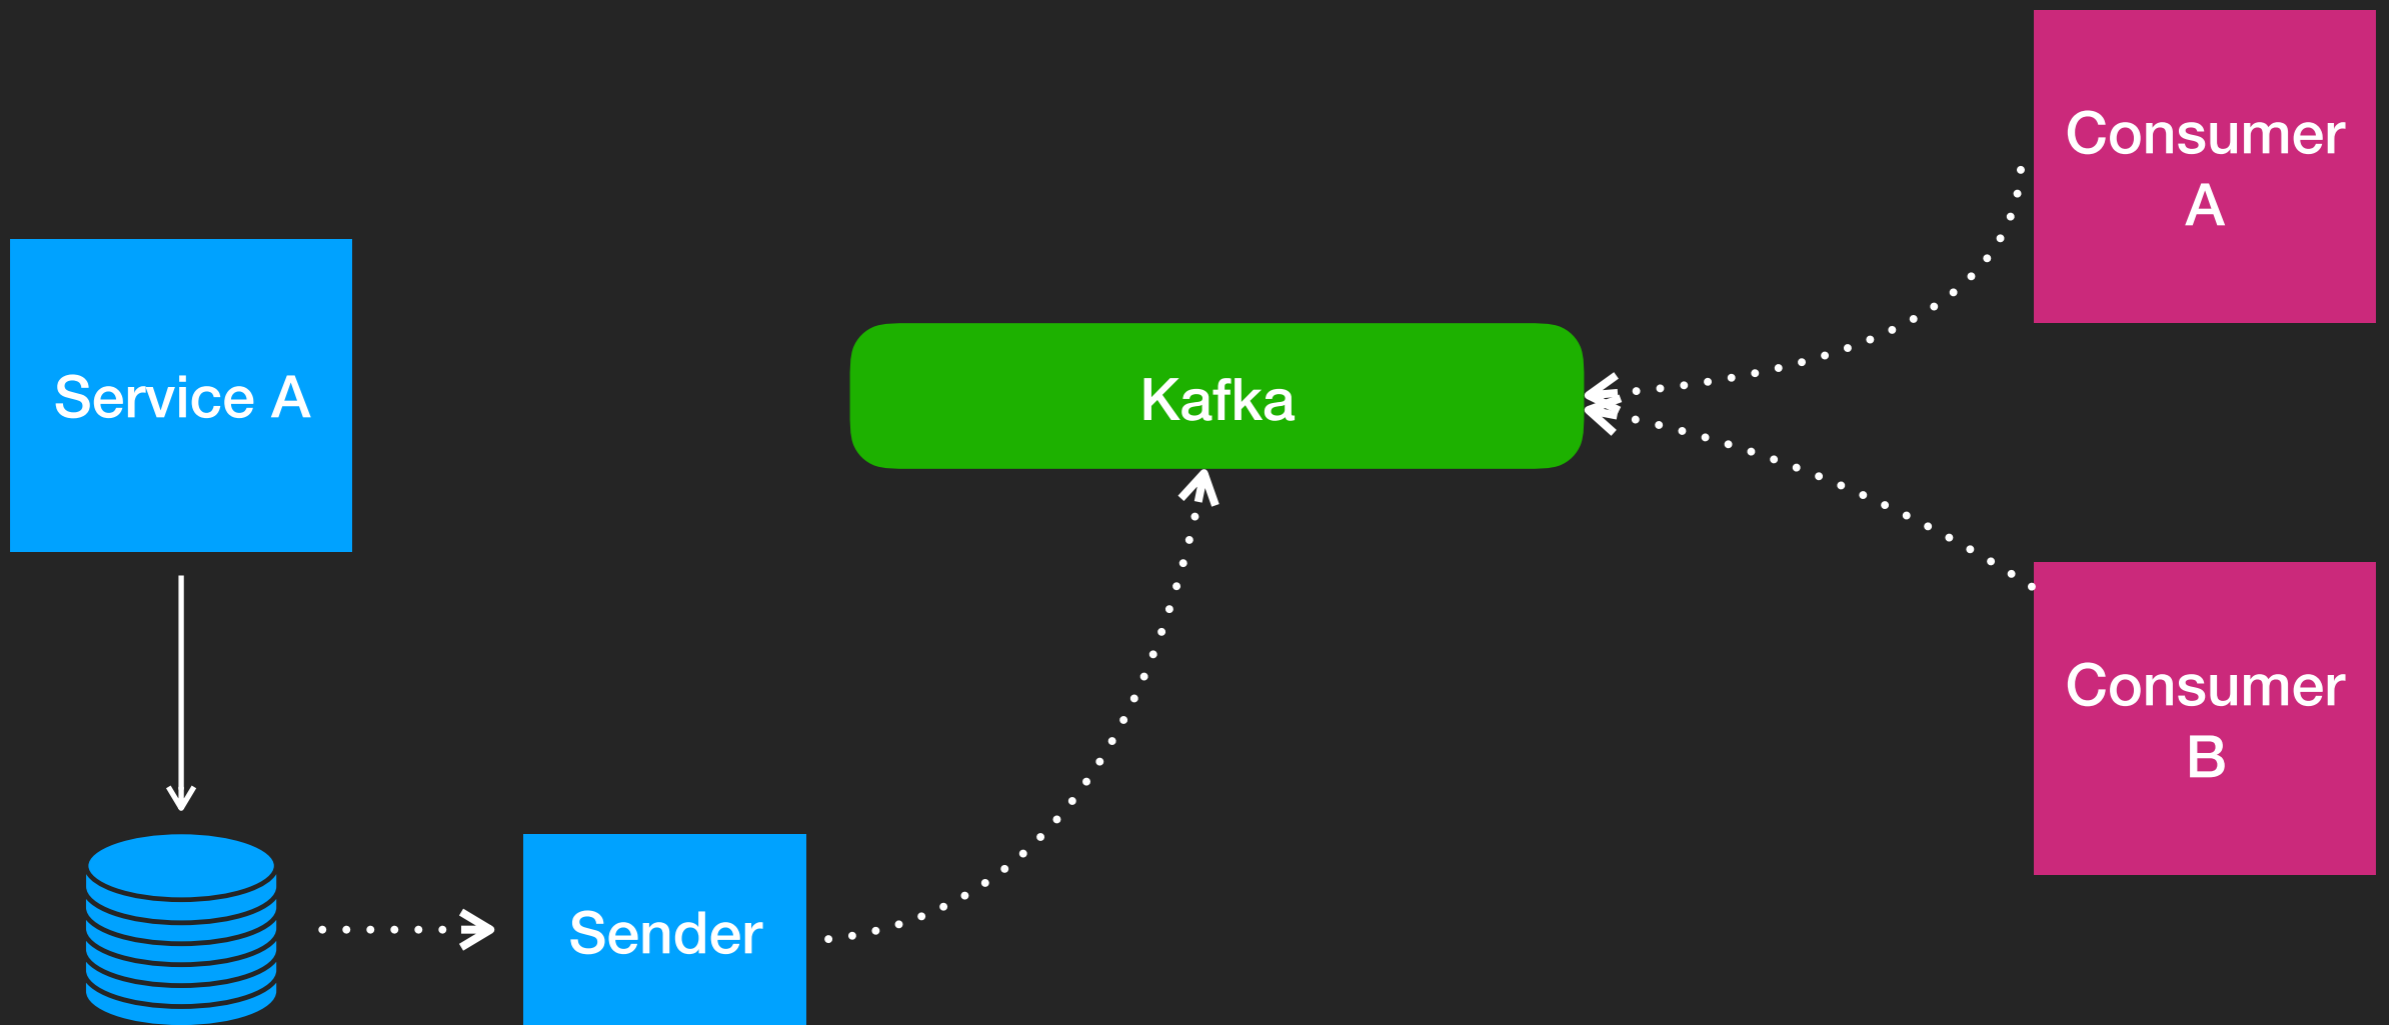 Service A
Sender
Kafka
Consumer
A
Consumer
B